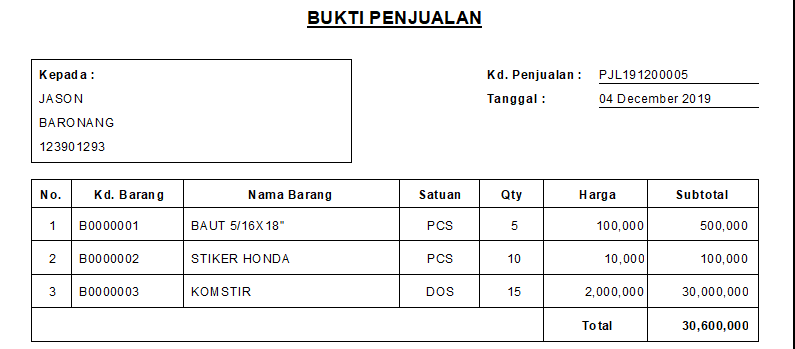 BUKTI PENJUALAN
Kepada :
JASON
BARONANG
123901293
Kd. Penjualan : PJL191200005
Tanggal : 04 December 2019
No. Kd. Barang Nama Barang Satuan Qty Harga Subtotal
1 B0000001 BAUT 5/16X18" PCS 5 100,000 500,000
2 B0000002 STIKER HONDA PCS 10 10,000 100,000
3 B0000003 KOMSTIR DOS 15 2,000,000 30,000,000
Total 30,600,000